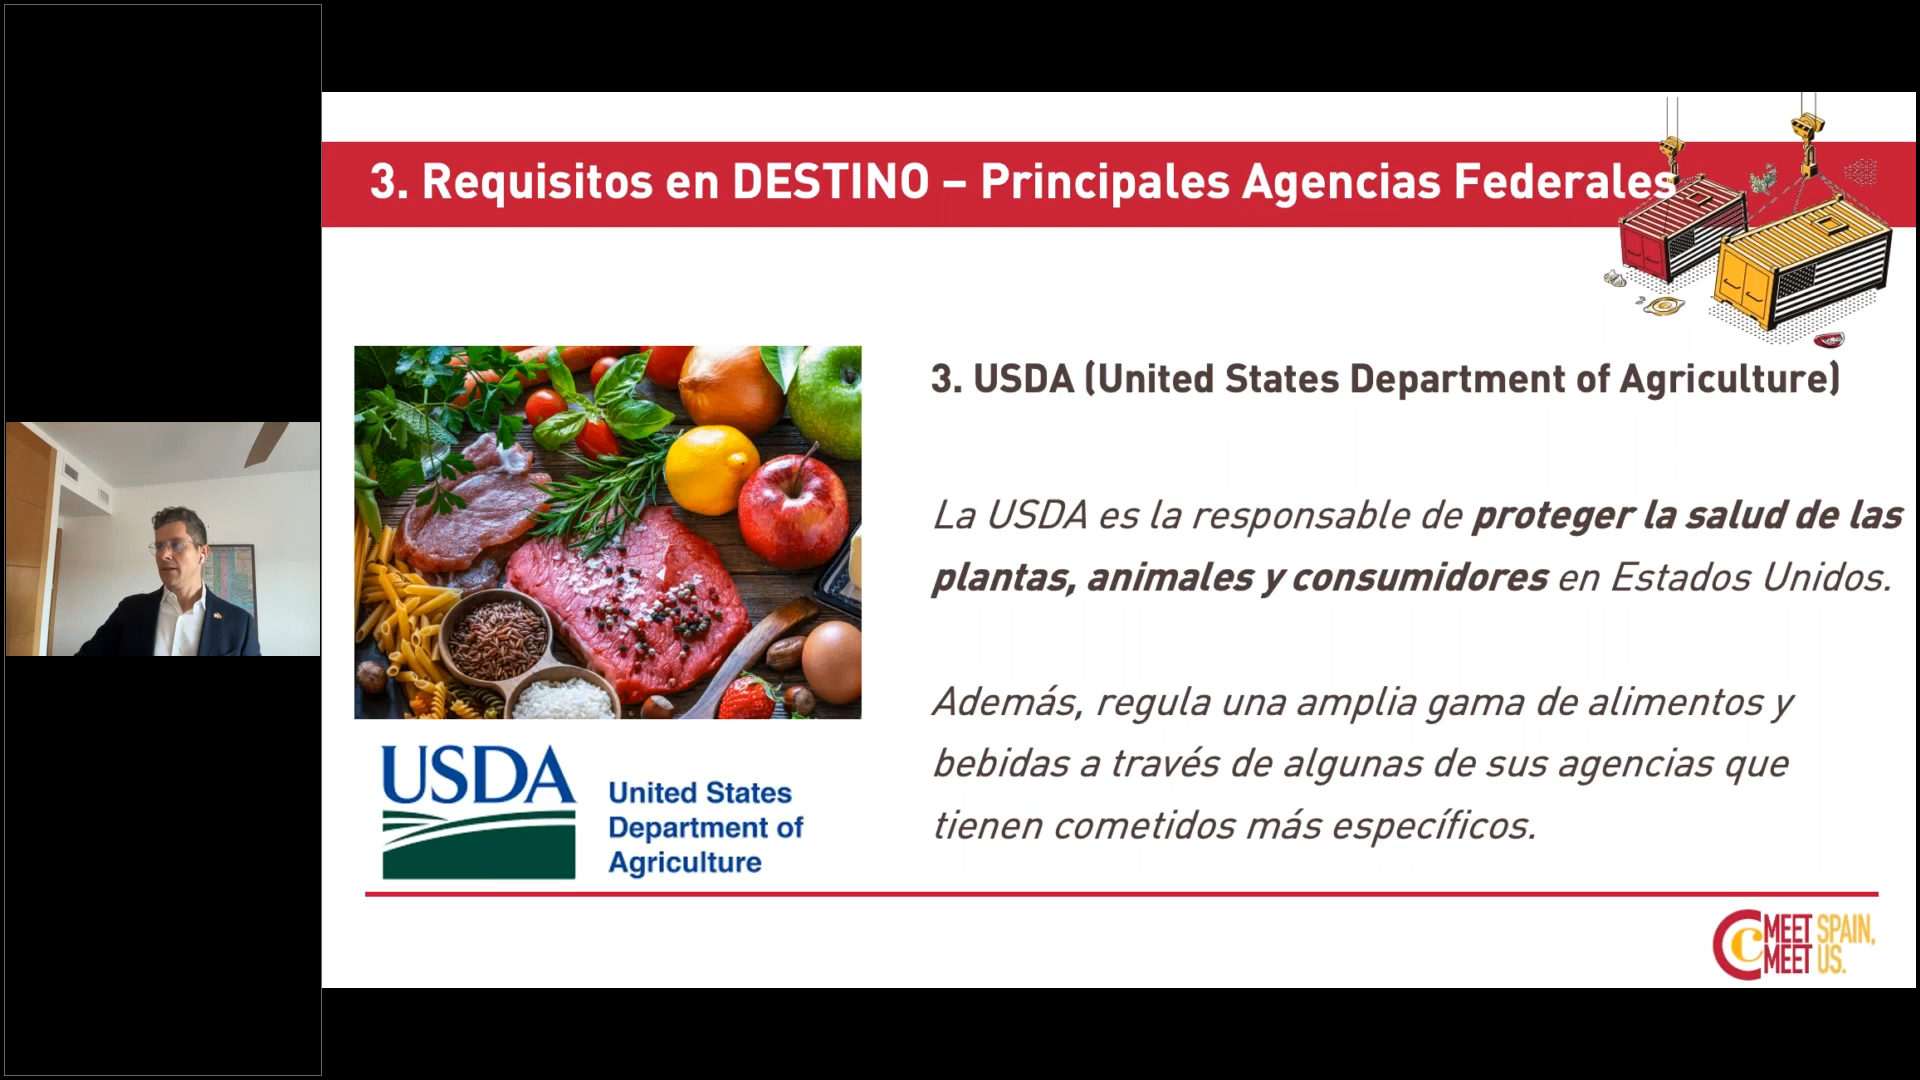 3. Requisitos en DESTINO – Principales Agencias Federales
3. USDA (United States Department of Agriculture)
La USDA es la responsable de proteger la salud de las
plantas, animales y consumidores en Estados Unidos.
Además, regula una amplia gama de alimentos y
bebidas a través de algunas de sus agencias que
tienen cometidos más específicos.
USDA
United States
Department of
Agriculture
MEET SPAIN,
MEET US.